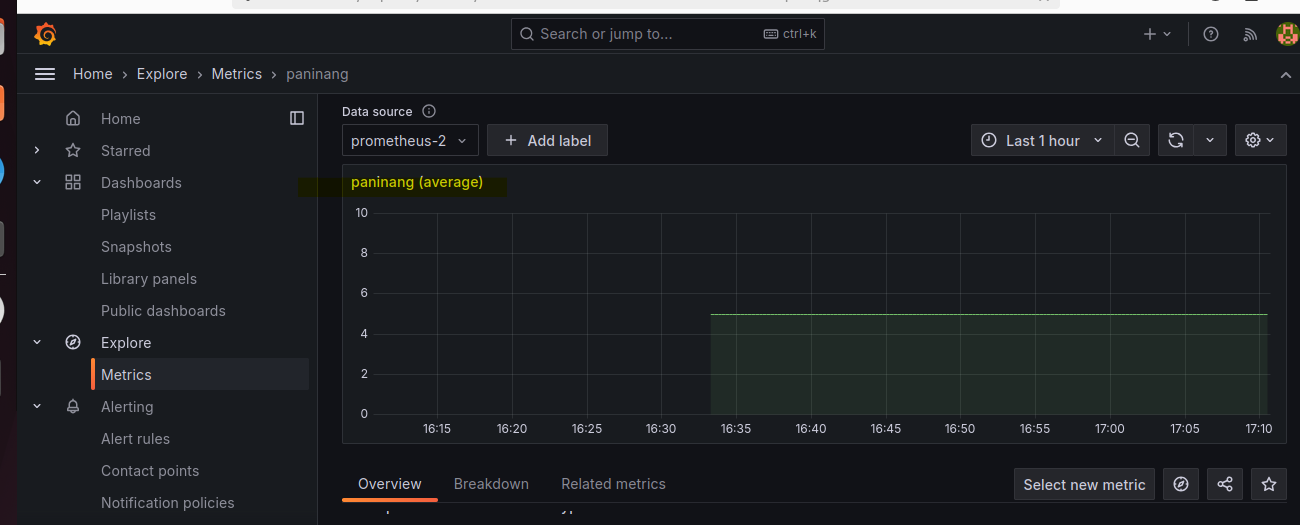 Search or jump to... ctrl+k
Home › Explore › Metrics › paninang
Home
Starred
Dashboards
Playlists
Snapshots
Library panels
Public dashboards
Explore
Metrics
Alerting
Alert rules
Contact points
Notification policies
Data source
prometheus-2
+ Add label
Last 1 hour
paninang (average)
10
8
6
4
2
0
16:15 16:20 16:25 16:30 16:35 16:40 16:45 16:50 16:55 17:00 17:05 17:10
Overview Breakdown Related metrics
Select new metric